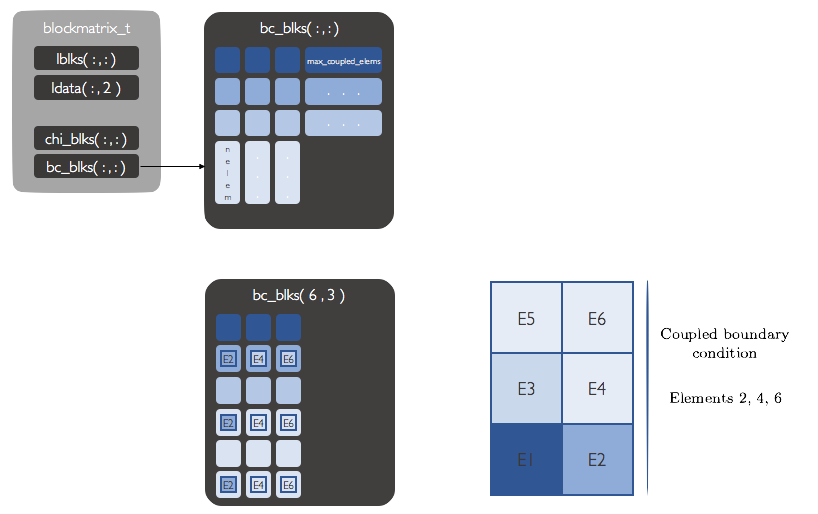 blockmatrix_t
lblks( :,:)
ldata( :,2 )
chi_blks( :,:)
bc_blks( :,:)
bc_blks( :,:)
max_coupled_elems
. . .
. . .
n
e
l
e
m
bc_blks( 6 , 3 )
E2 E4 E6
E2 E4 E6
E2 E4 E6
E5 E6
E3 E4
E1 E2
Coupled boundary
condition
Elements 2, 4, 6